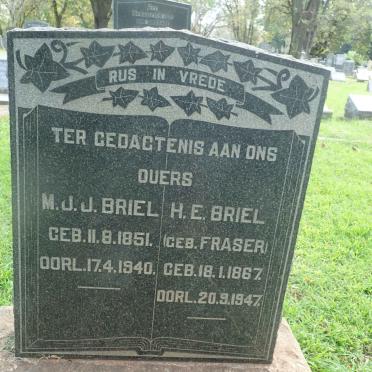 RUS IN VREDE
TER GEDACTENIS AAN ONS
OUERS
M.J.J. BRIEL
GEB. 11.8.1851.
OORL. 17.4.1940.
H.E. BRIEL
(GEB. FRASER)
GEB. 18.1.1867.
OORL. 20.9.1947.